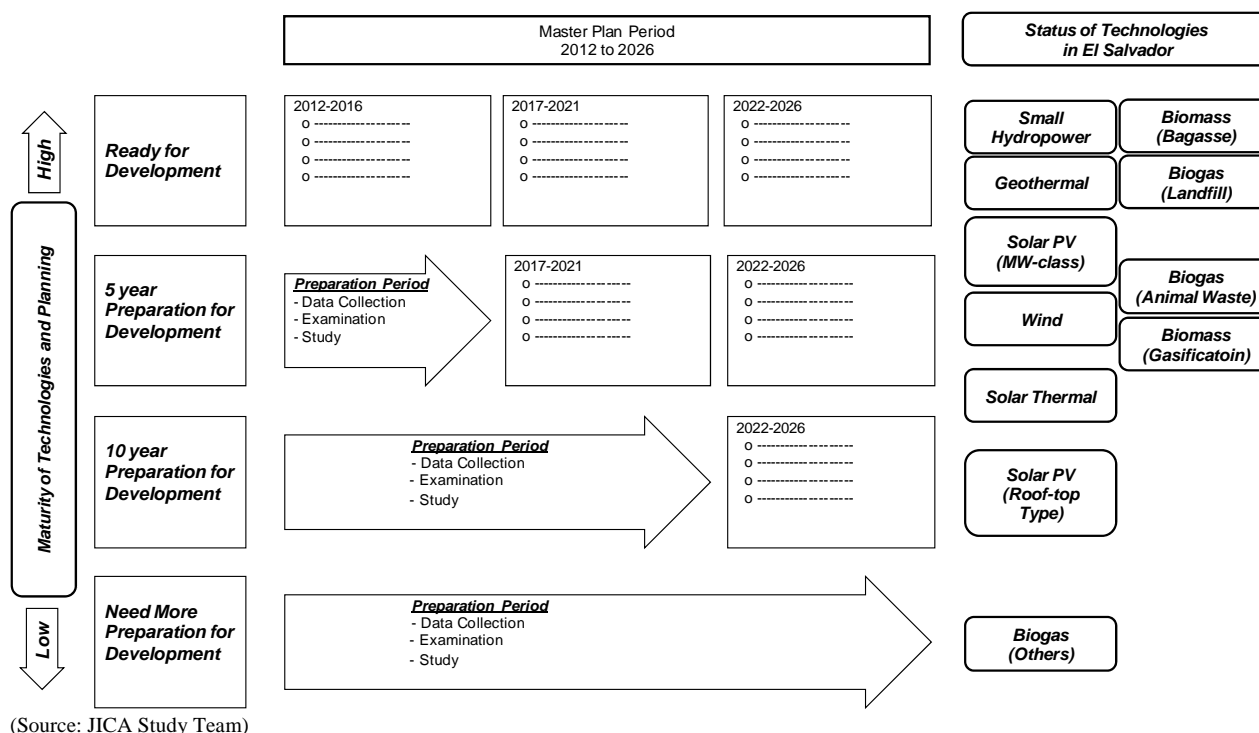 Master Plan Period
2012 to 2026
Status of Technologies
in El Salvador
High
Maturity of Technologies and Planning
Low
Ready for
Development
2012-2016
o --------------------
o --------------------
o --------------------
o --------------------
2017-2021
o --------------------
o --------------------
o --------------------
o --------------------
2022-2026
o --------------------
o --------------------
o --------------------
o --------------------
Small
Hydropower
Biomass
(Bagasse)
Geothermal
Biogas
(Landfill)
5 year
Preparation for
Development
Preparation Period
- Data Collection
- Examination
- Study
2017-2021
o --------------------
o --------------------
o --------------------
o --------------------
2022-2026
o --------------------
o --------------------
o --------------------
o --------------------
Solar PV
(MW-class)
Biogas
(Animal Waste)
Wind
Biomass
(Gasificatoin)
Solar Thermal
10 year
Preparation for
Development
Preparation Period
- Data Collection
- Examination
- Study
2022-2026
o --------------------
o --------------------
o --------------------
o --------------------
Solar PV
(Roof-top
Type)
Need More
Preparation for
Development
Preparation Period
- Data Collection
- Examination
- Study
Biogas
(Others)
(Source: JICA Study Team)